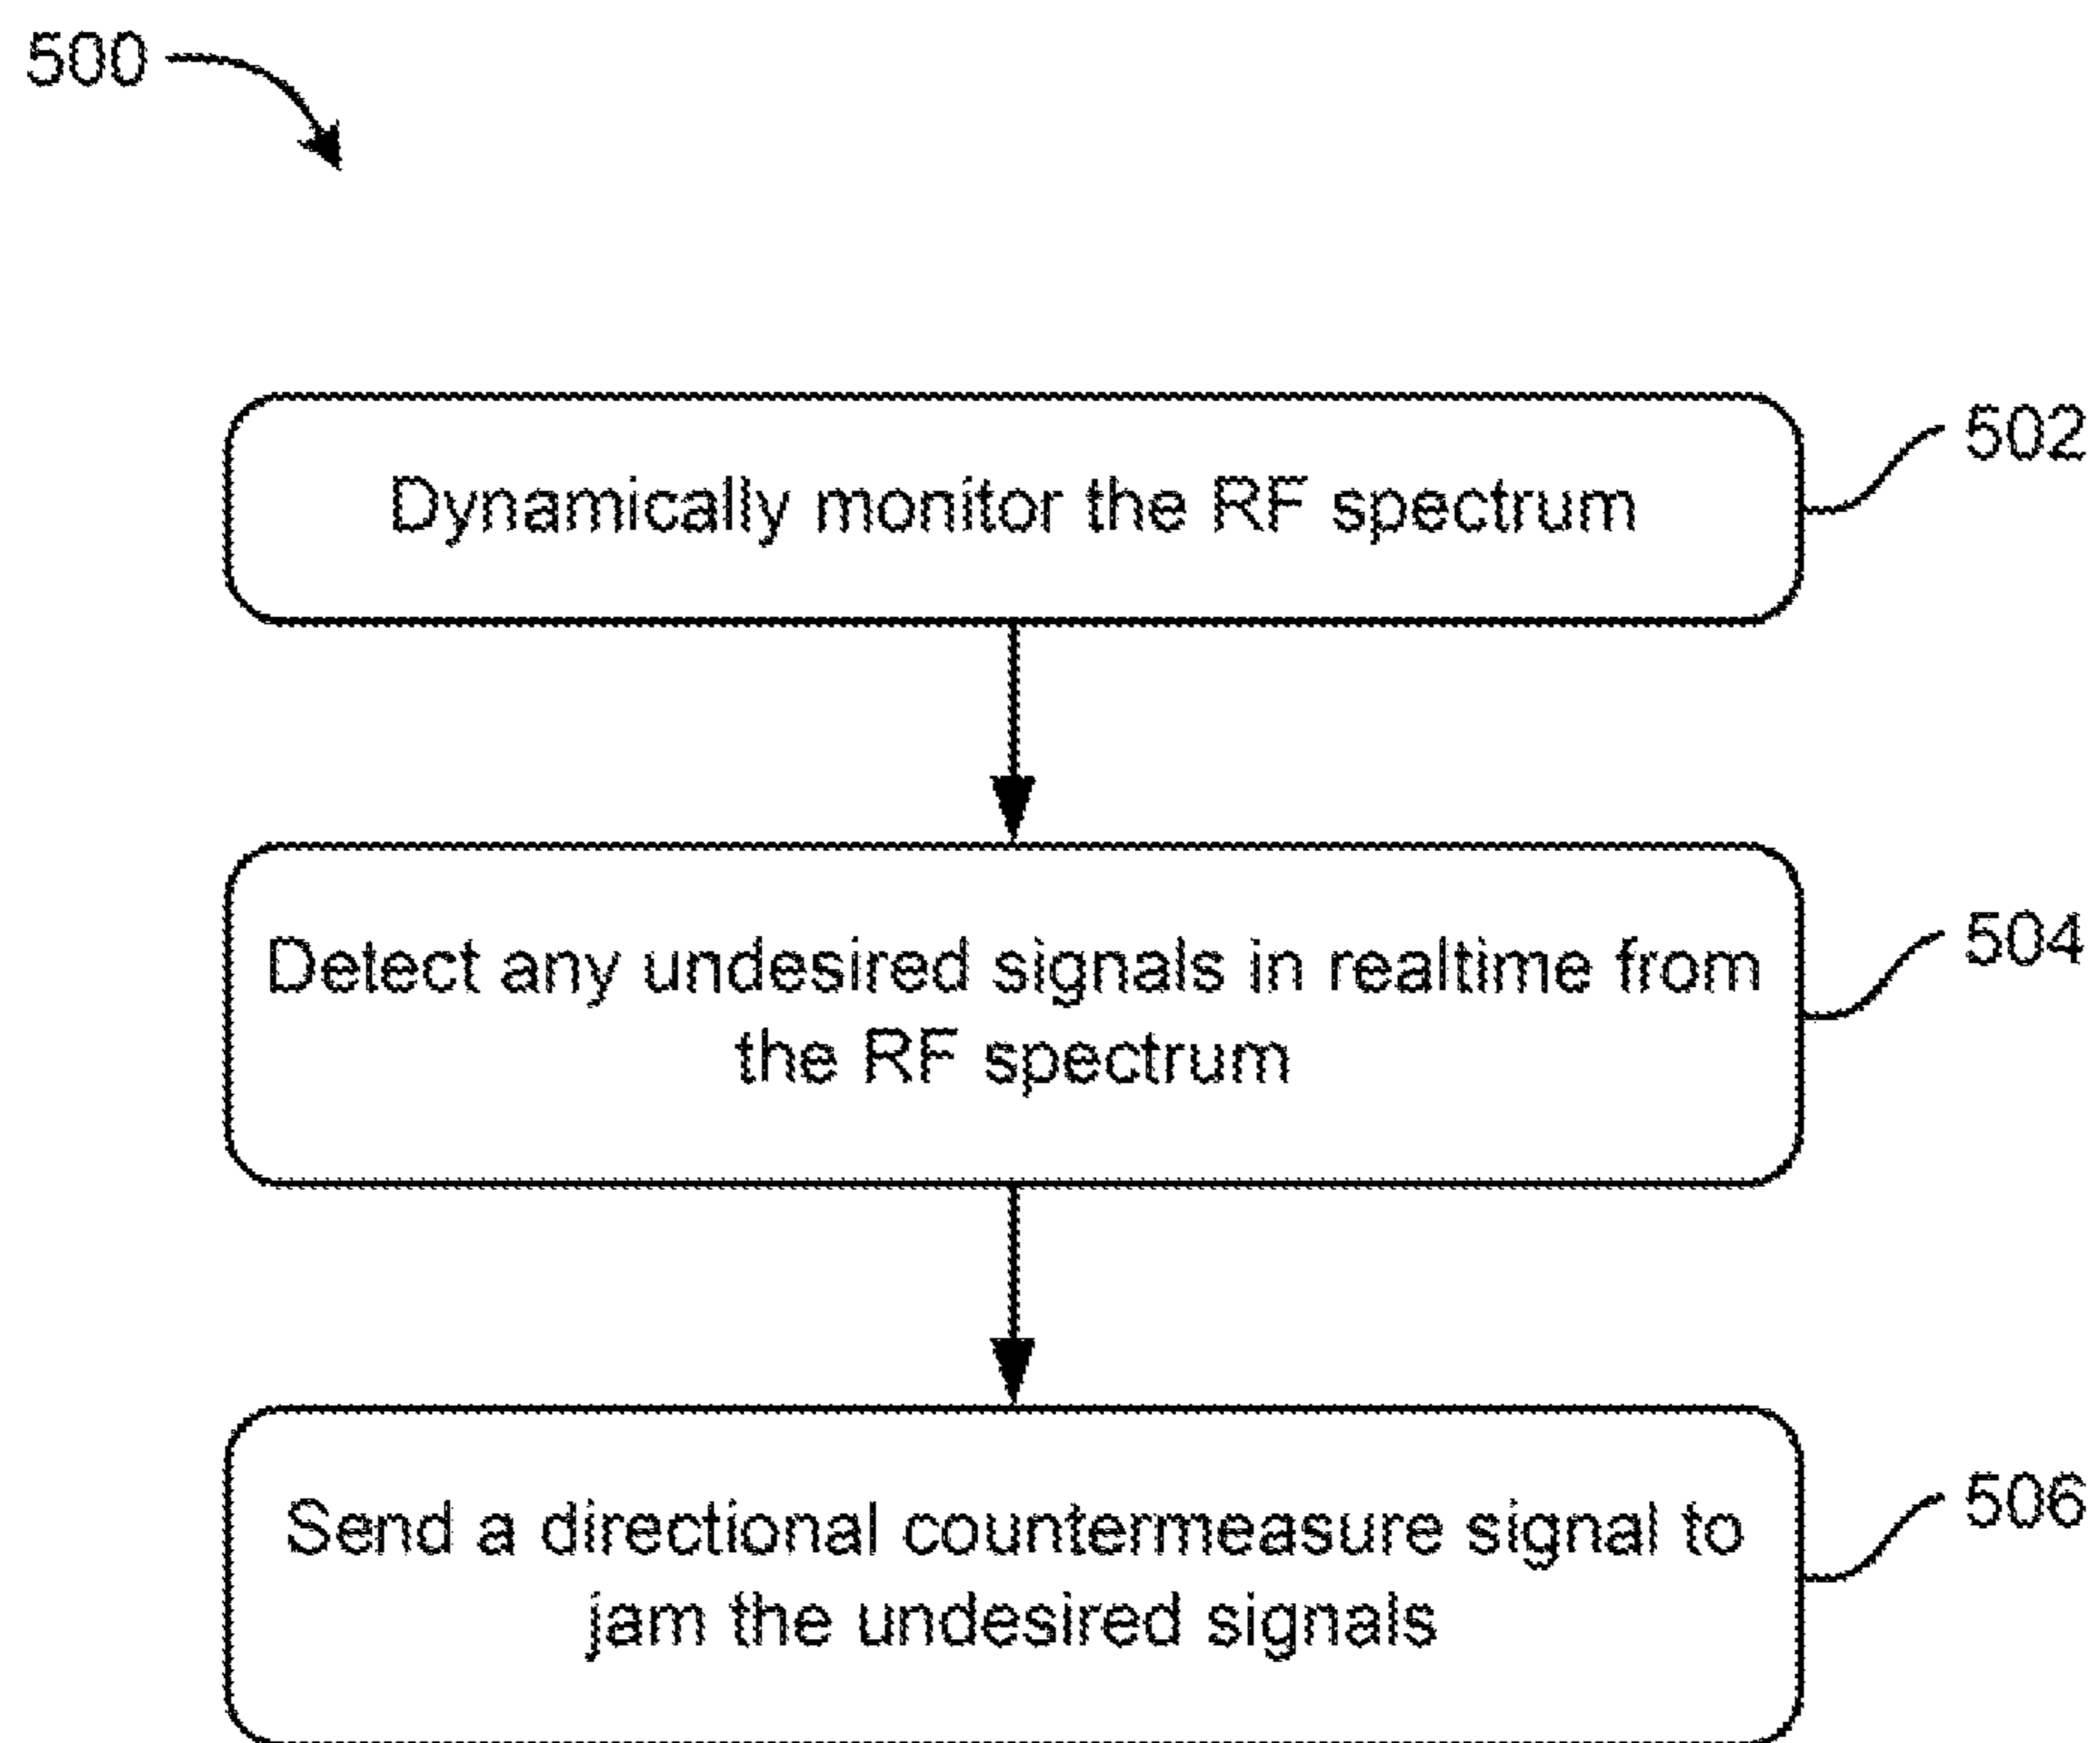 500
Dynamically monitor the RF spectrum
502
Detect any undesired signals in realtime from
the RF spectrum
504
Send a directional countermeasure signal to
jam the undesired signals
506